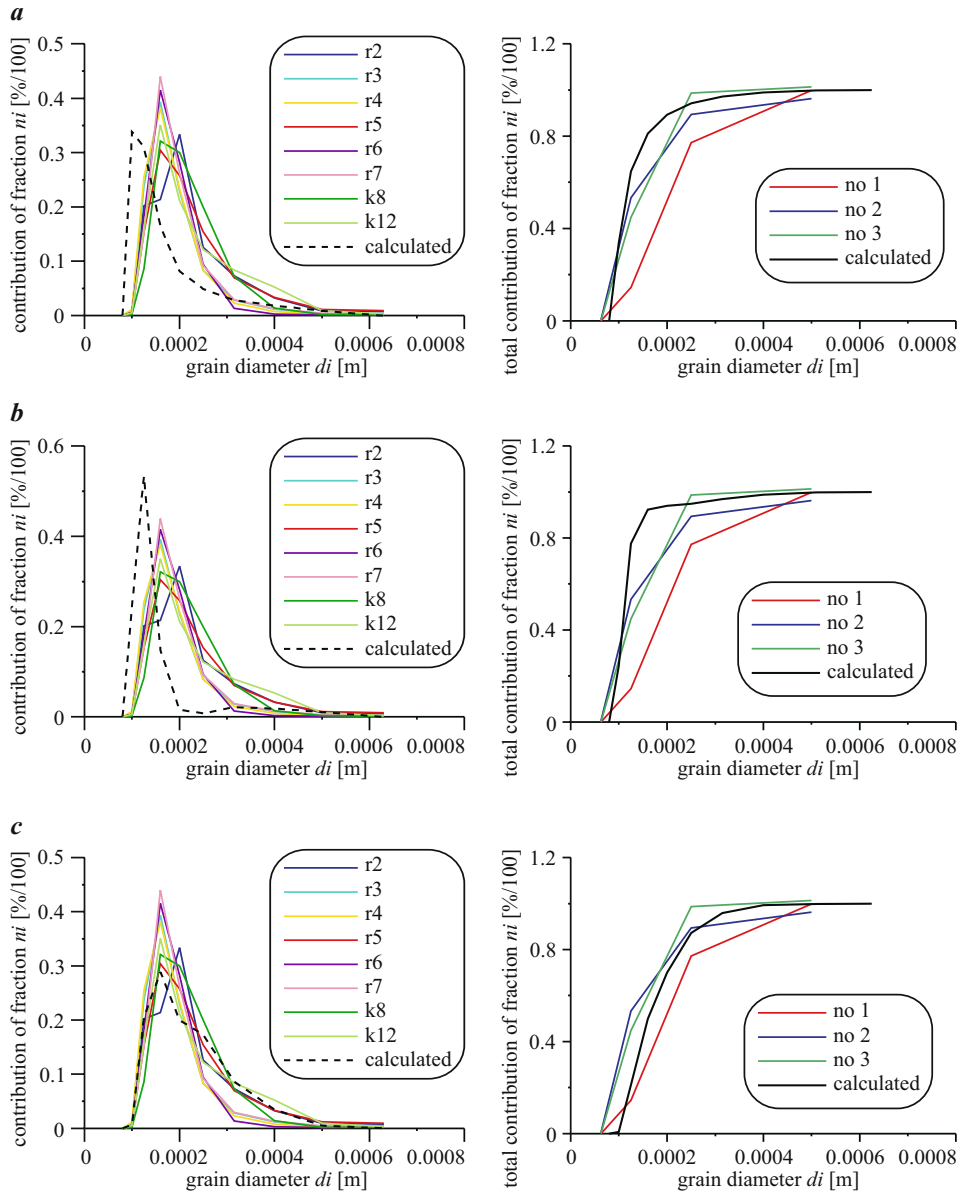 a
contribution of fraction ni [%/100]
0.5
0.4
0.3
0.2
0.1
0
r2
r3
r4
r5
r6
r7
k8
k12
calculated
0 0.0002 0.0004 0.0006 0.0008
grain diameter di [m]
total contribution of fraction ni [%/100]
1.2
0.8
0.4
0
no 1
no 2
no 3
calculated
0 0.0002 0.0004 0.0006 0.0008
grain diameter di [m]
b
contribution of fraction ni [%/100]
0.6
0.4
0.2
0
r2
r3
r4
r5
r6
r7
k8
k12
calculated
0 0.0002 0.0004 0.0006 0.0008
grain diameter di [m]
total contribution of fraction ni [%/100]
1.2
0.8
0.4
0
no 1
no 2
no 3
calculated
0 0.0002 0.0004 0.0006 0.0008
grain diameter di [m]
c
contribution of fraction ni [%/100]
0.5
0.4
0.3
0.2
0.1
0
r2
r3
r4
r5
r6
r7
k8
k12
calculated
0 0.0002 0.0004 0.0006 0.0008
grain diameter di [m]
total contribution of fraction ni [%/100]
1.2
0.8
0.4
0
no 1
no 2
no 3
calculated
0 0.0002 0.0004 0.0006 0.0008
grain diameter di [m]